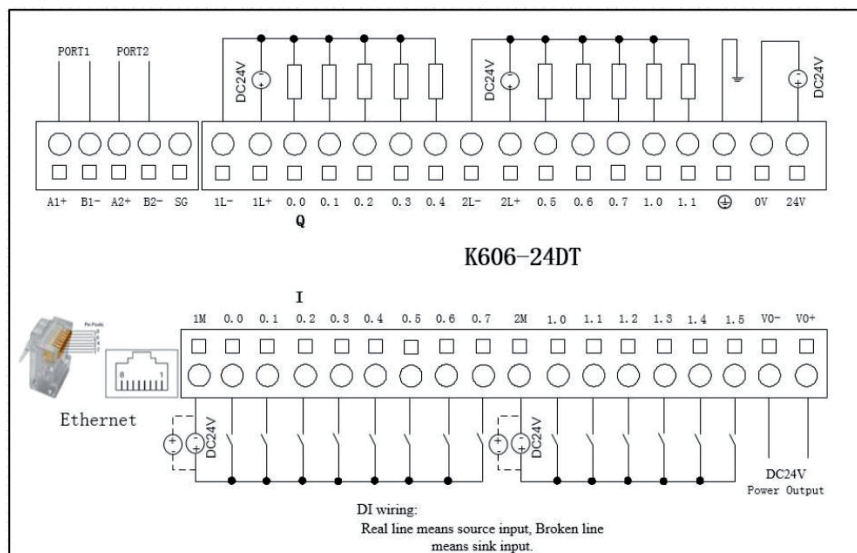 PORT1 PORT2 DC24V DC24V DC24V
A1+ B1- A2+ B2- SG 1L- 1L+ 0.0 0.1 0.2 0.3 0.4 2L- 2L+ 0.5 0.6 0.7 1.0 1.1 0V 24V
Q
K606-24DT
I
1M 0.0 0.1 0.2 0.3 0.4 0.5 0.6 0.7 2M 1.0 1.1 1.2 1.3 1.4 1.5 VO- VO+
8 1
Ethernet
DC24V DC24V
DC24V
Power Output
DI wiring:
Real line means source input, Broken line
means sink input.